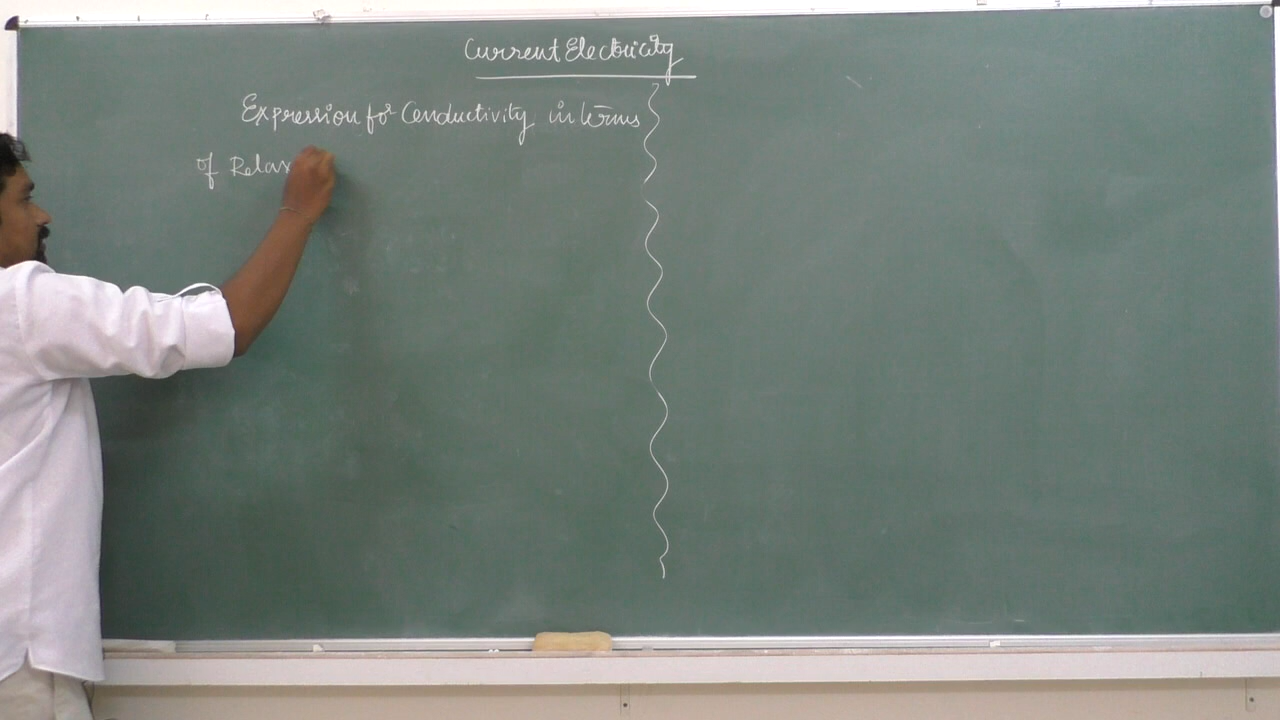 Current Electricity
Expression for Conductivity in terms
of Relax